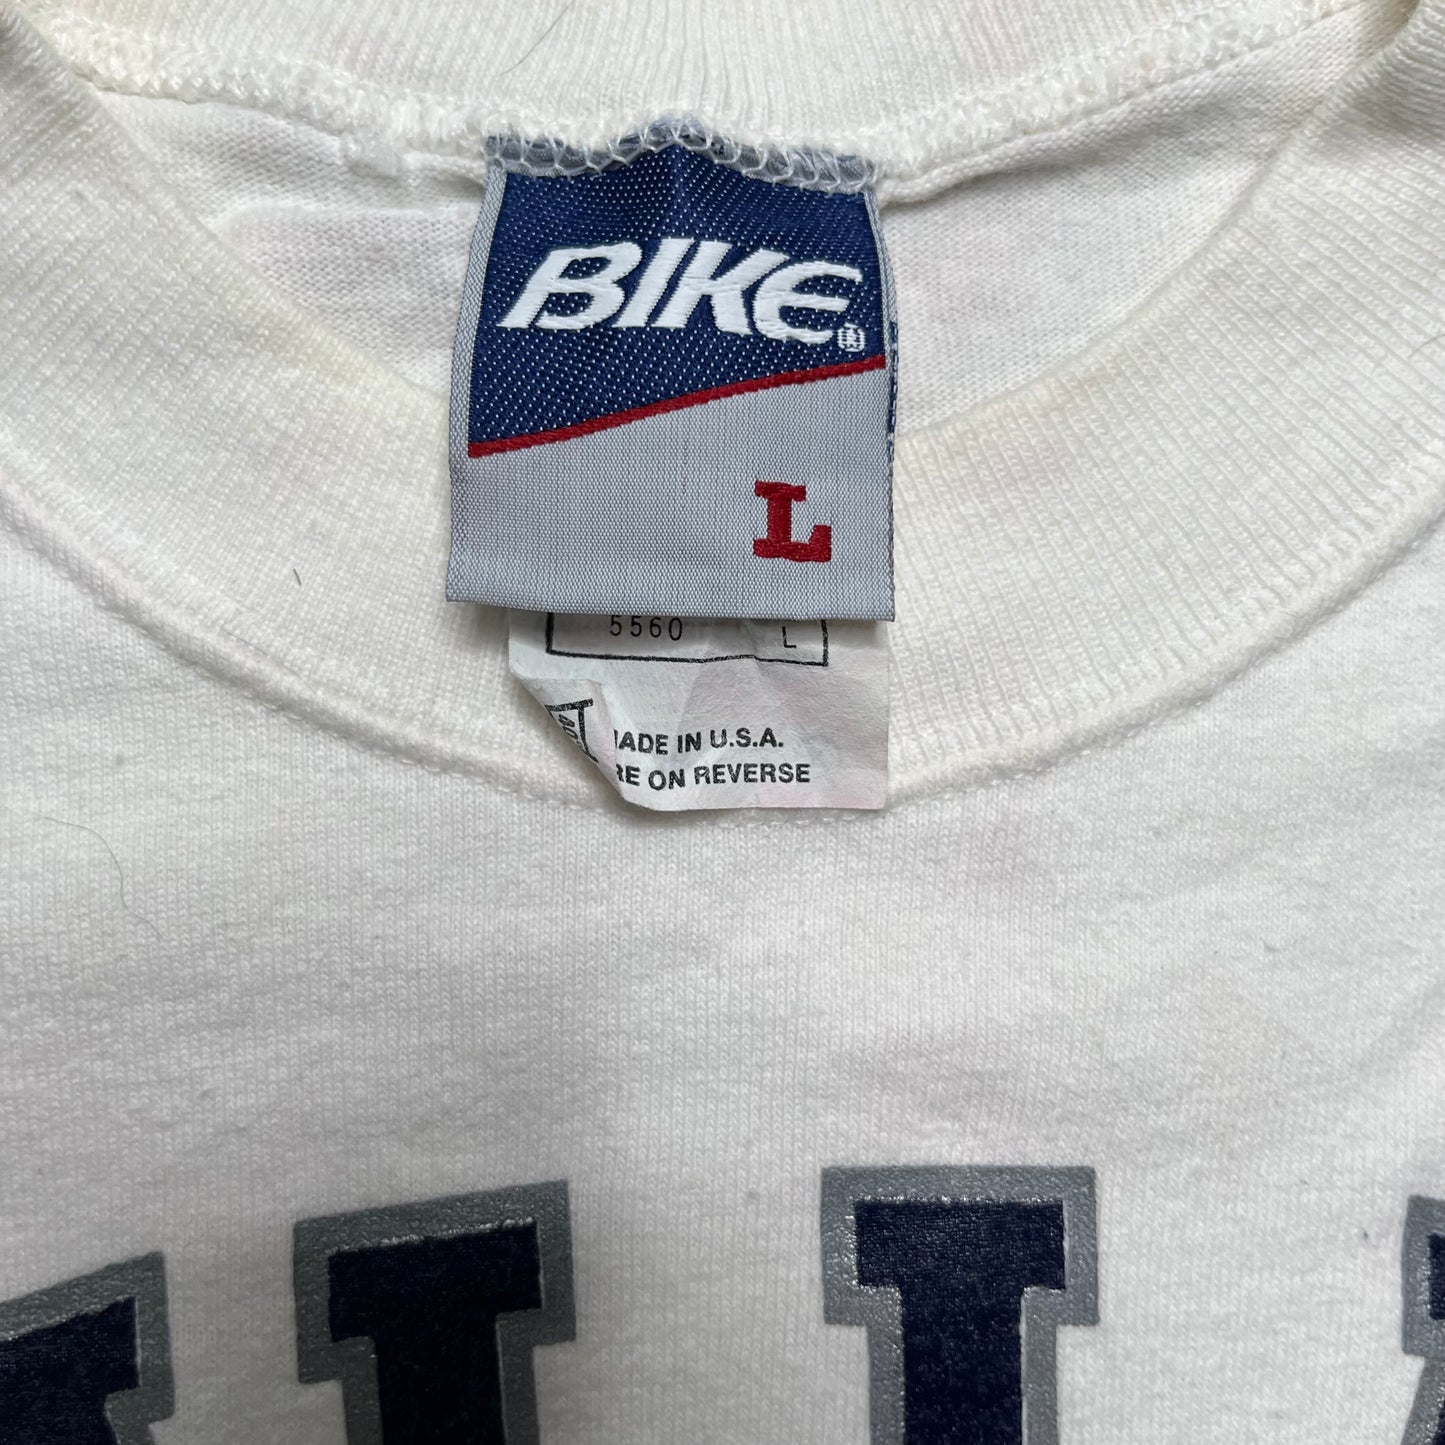 BIKE®
L
5560 L
MADE IN U.S.A.
RE ON REVERSE